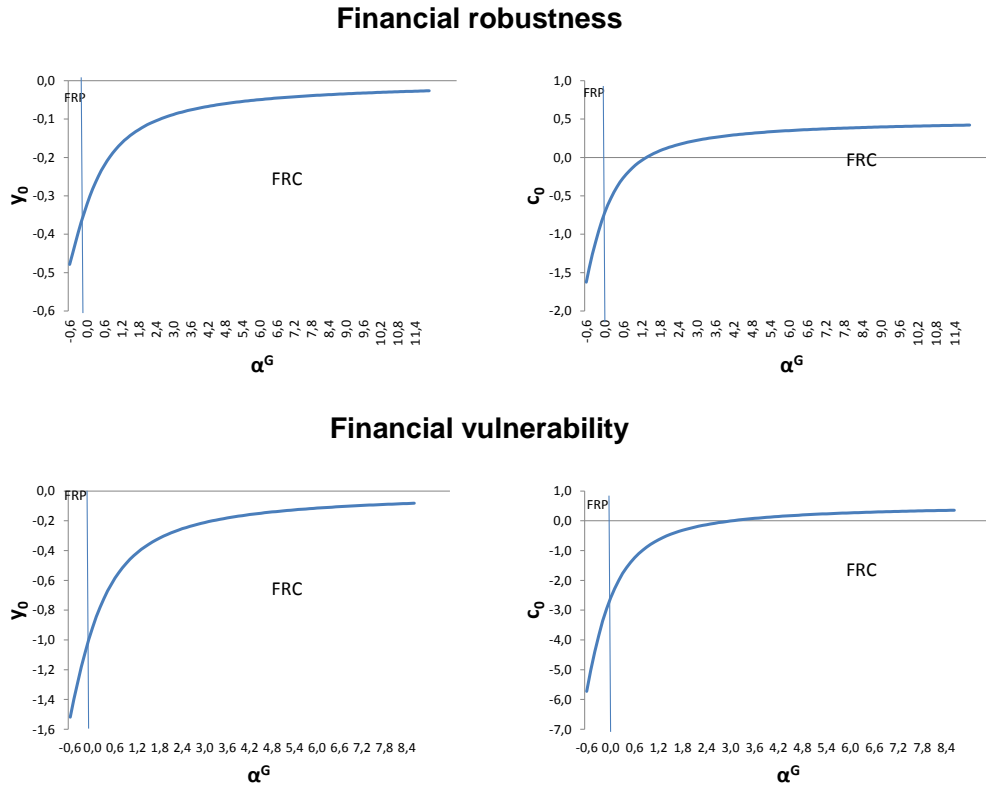 Financial robustness
0,0
-0,1
-0,2
-0,3
-0,4
-0,5
-0,6
y0
FRP
FRC
-0,6 0,0 0,6 1,2 1,8 2,4 3,0 3,6 4,2 4,8 5,4 6,0 6,6 7,2 7,8 8,4 9,0 9,6 10,2 10,8 11,4
αG
1,0
0,5
0,0
-0,5
-1,0
-1,5
-2,0
c0
FRP
FRC
-0,6 0,0 0,6 1,2 1,8 2,4 3,0 3,6 4,2 4,8 5,4 6,0 6,6 7,2 7,8 8,4 9,0 9,6 10,2 10,8 11,4
αG
Financial vulnerability
0,0
-0,2
-0,4
-0,6
-0,8
-1,0
-1,2
-1,4
-1,6
y0
FRP
FRC
-0,6 0,0 0,6 1,2 1,8 2,4 3,0 3,6 4,2 4,8 5,4 6,0 6,6 7,2 7,8 8,4
αG
1,0
0,0
-1,0
-2,0
-3,0
-4,0
-5,0
-6,0
-7,0
c0
FRP
FRC
-0,6 0,0 0,6 1,2 1,8 2,4 3,0 3,6 4,2 4,8 5,4 6,0 6,6 7,2 7,8 8,4
αG